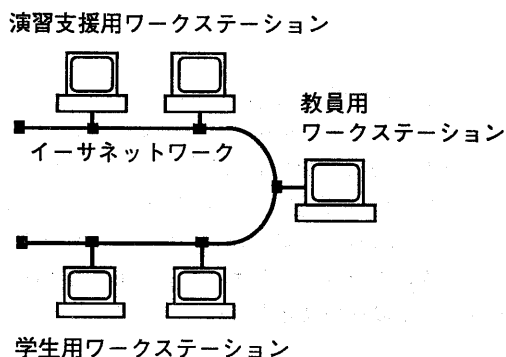 演習支援用ワークステーション
教員用
ワークステーション
イーサネットワーク
学生用ワークステーション